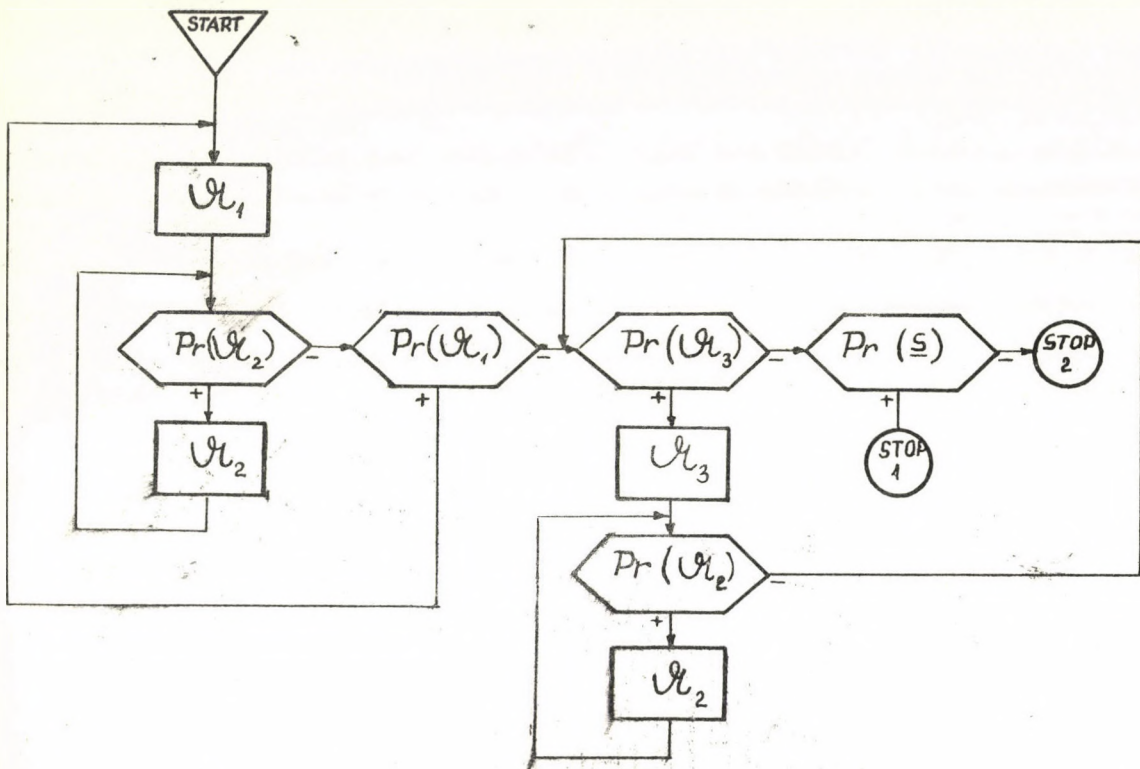 START
𝔄₁
Pr(𝔄₂)
−
Pr(𝔄₁)
−
Pr(𝔄₃)
−
Pr (s)
−
STOP
2
+
+
+
+
𝔄₂
𝔄₃
STOP
1
Pr(𝔄₂)
−
+
𝔄₂